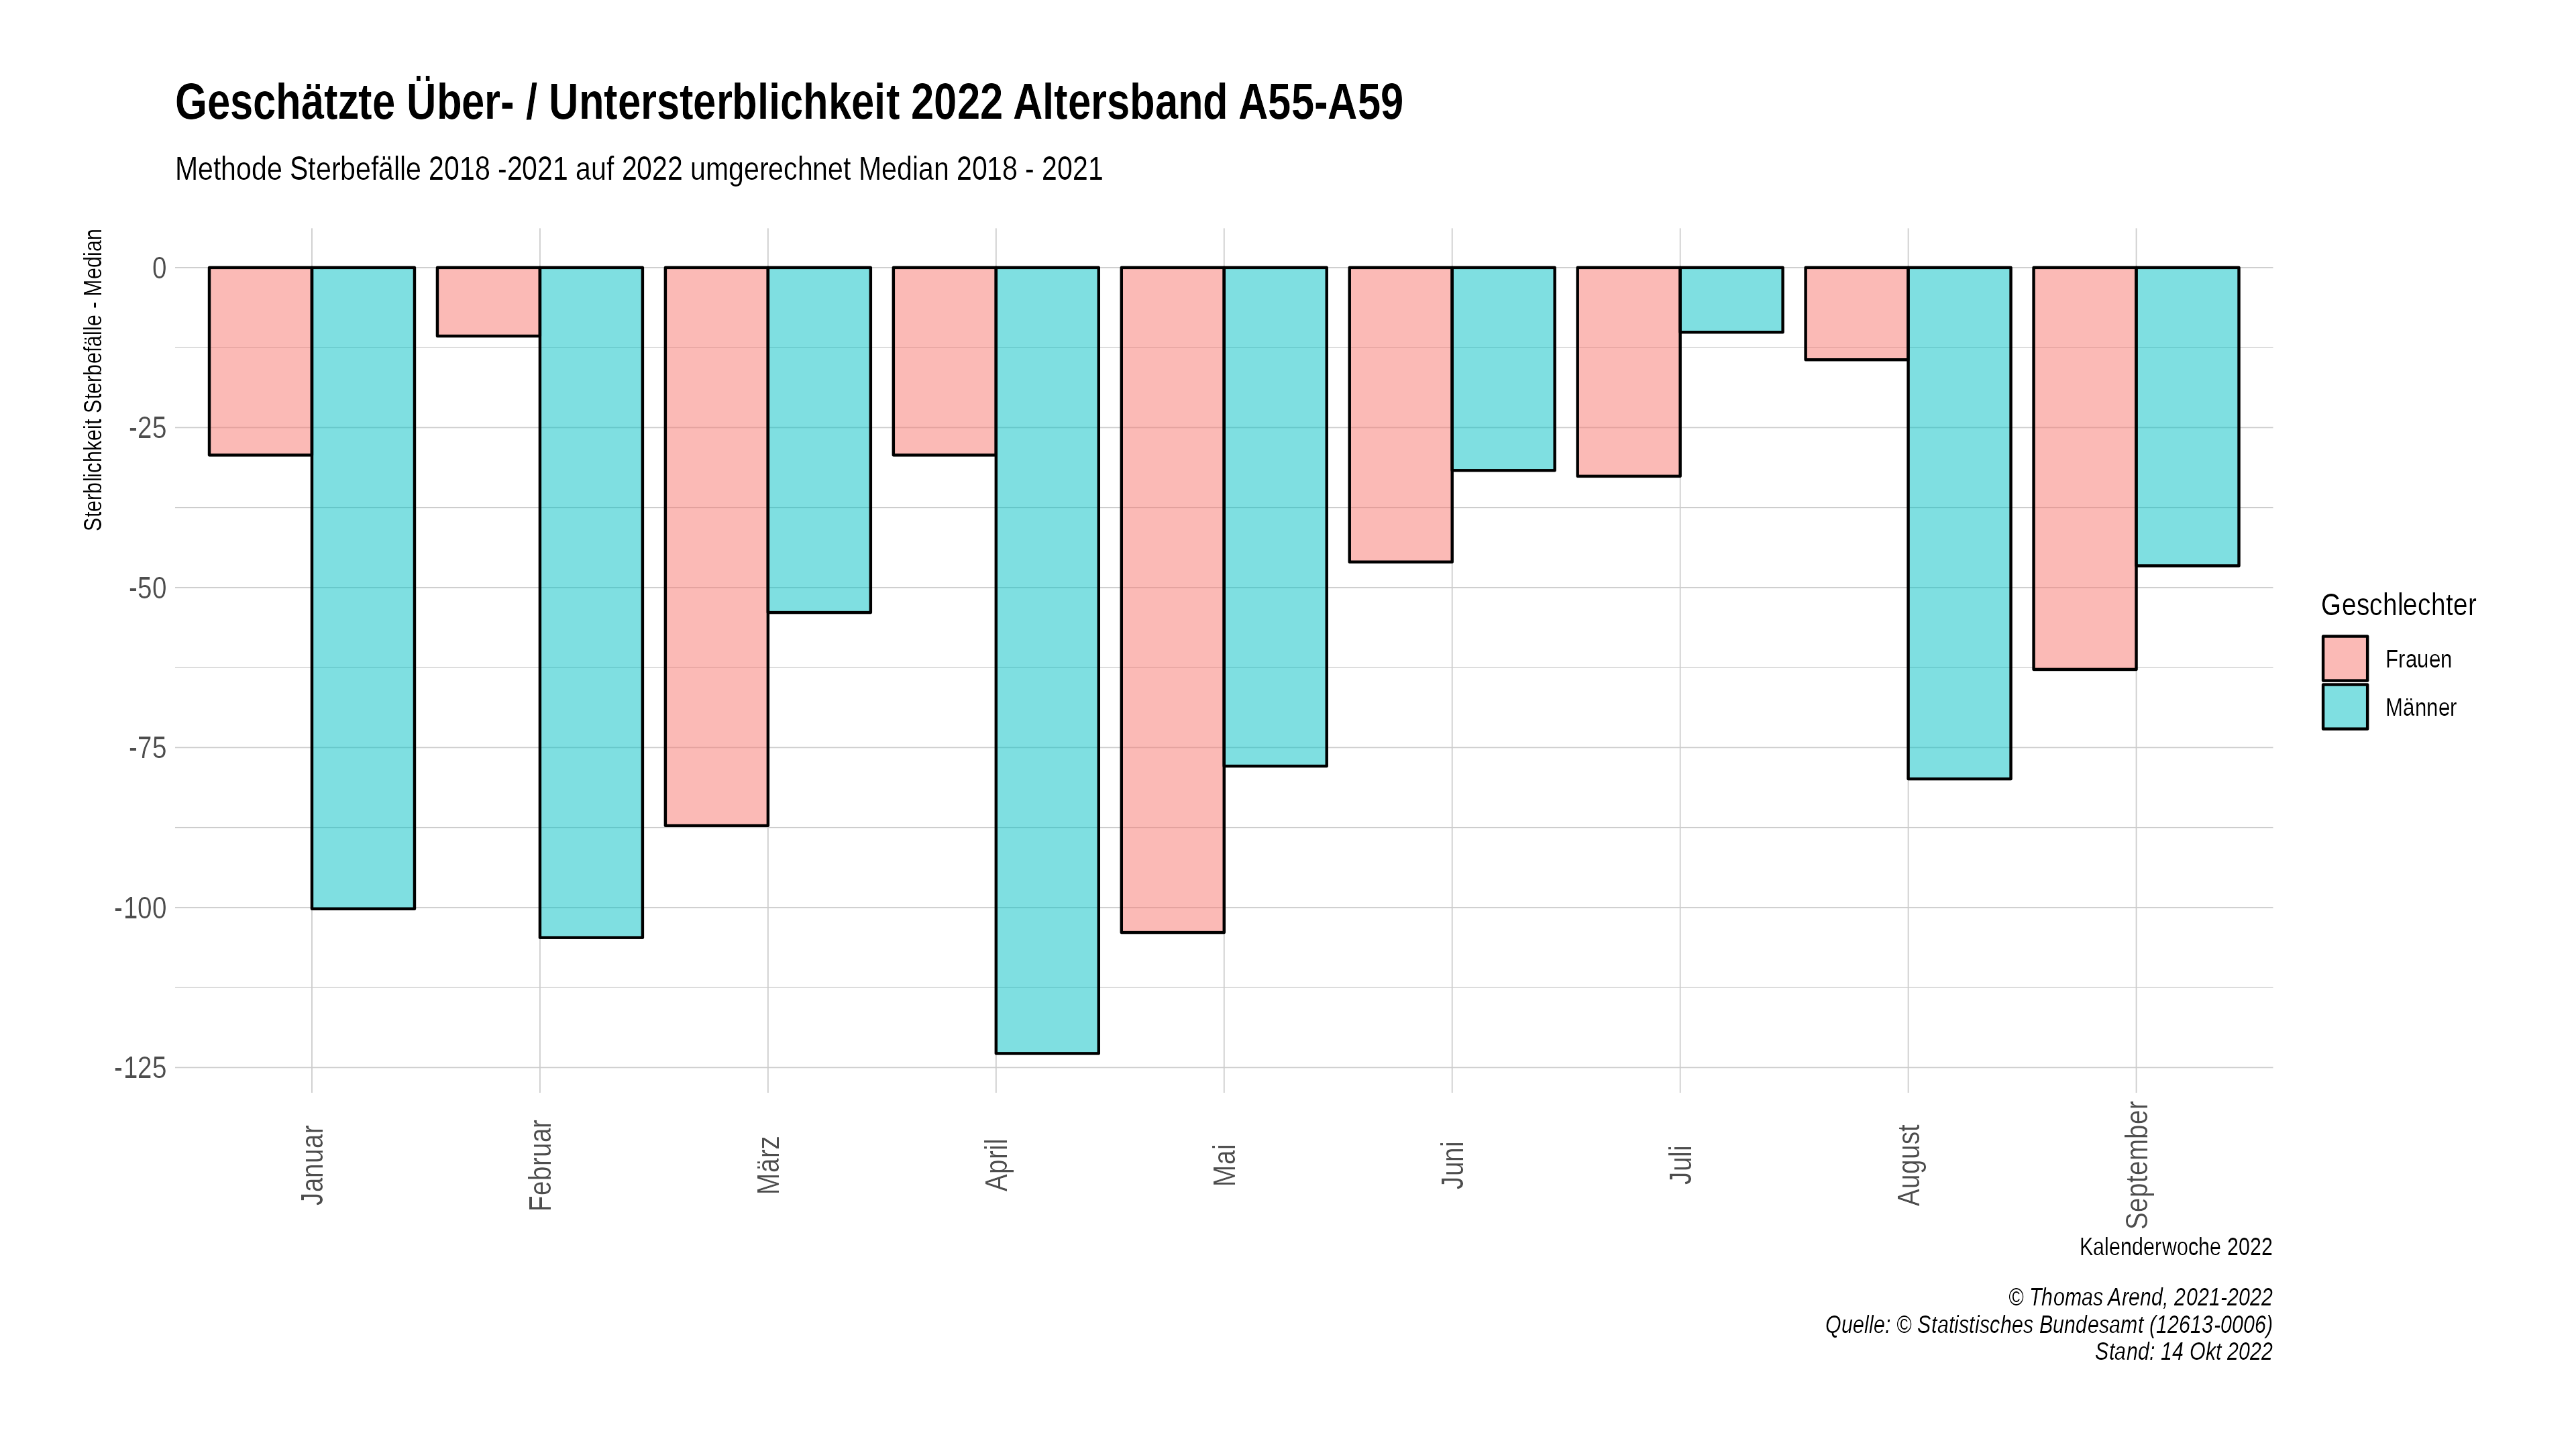 Geschätzte Über- / Untersterblichkeit 2022 Altersband A55-A59
Methode Sterbefälle 2018 -2021 auf 2022 umgerechnet Median 2018 - 2021
Sterblichkeit Sterbefälle - Median
0
-25
-50
-75
-100
-125
Januar
Februar
März
April
Mai
Juni
Juli
August
September
Kalenderwoche 2022
Geschlechter
Frauen
Männer
© Thomas Arend, 2021-2022
Quelle: © Statistisches Bundesamt (12613-0006)
Stand: 14 Okt 2022